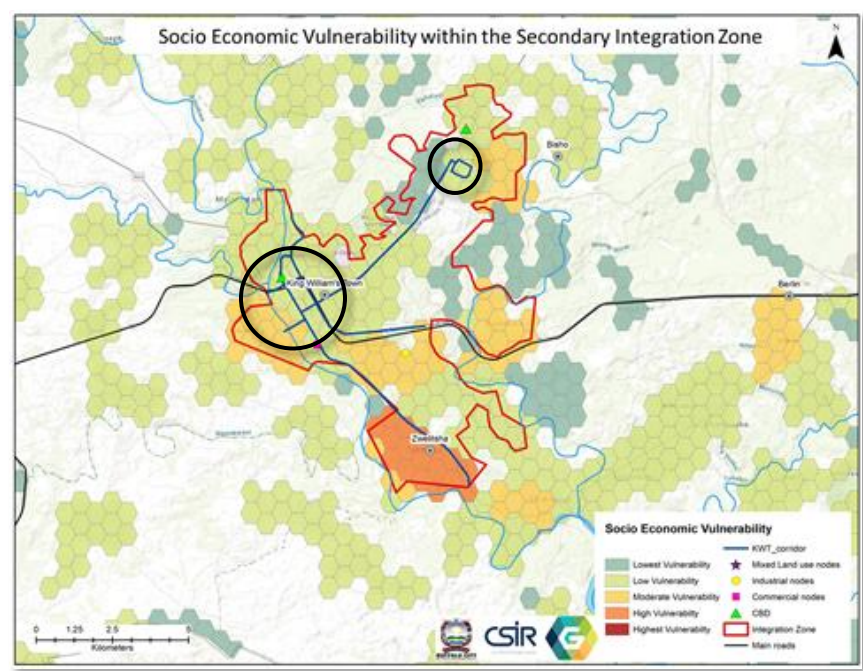 Socio Economic Vulnerability within the Secondary Integration Zone
N
Bisho
King William's Town
Berlin
Zwelitsha
Socio Economic Vulnerability
Lowest Vulnerability
Low Vulnerability
Moderate Vulnerability
High Vulnerability
Highest Vulnerability
KWT_corridor
Mixed Land use nodes
Industrial nodes
Commercial nodes
CBD
Integration Zone
Main roads
0 1.25 2.5 5
Kilometers
BUFFALO CITY
CSIR
G